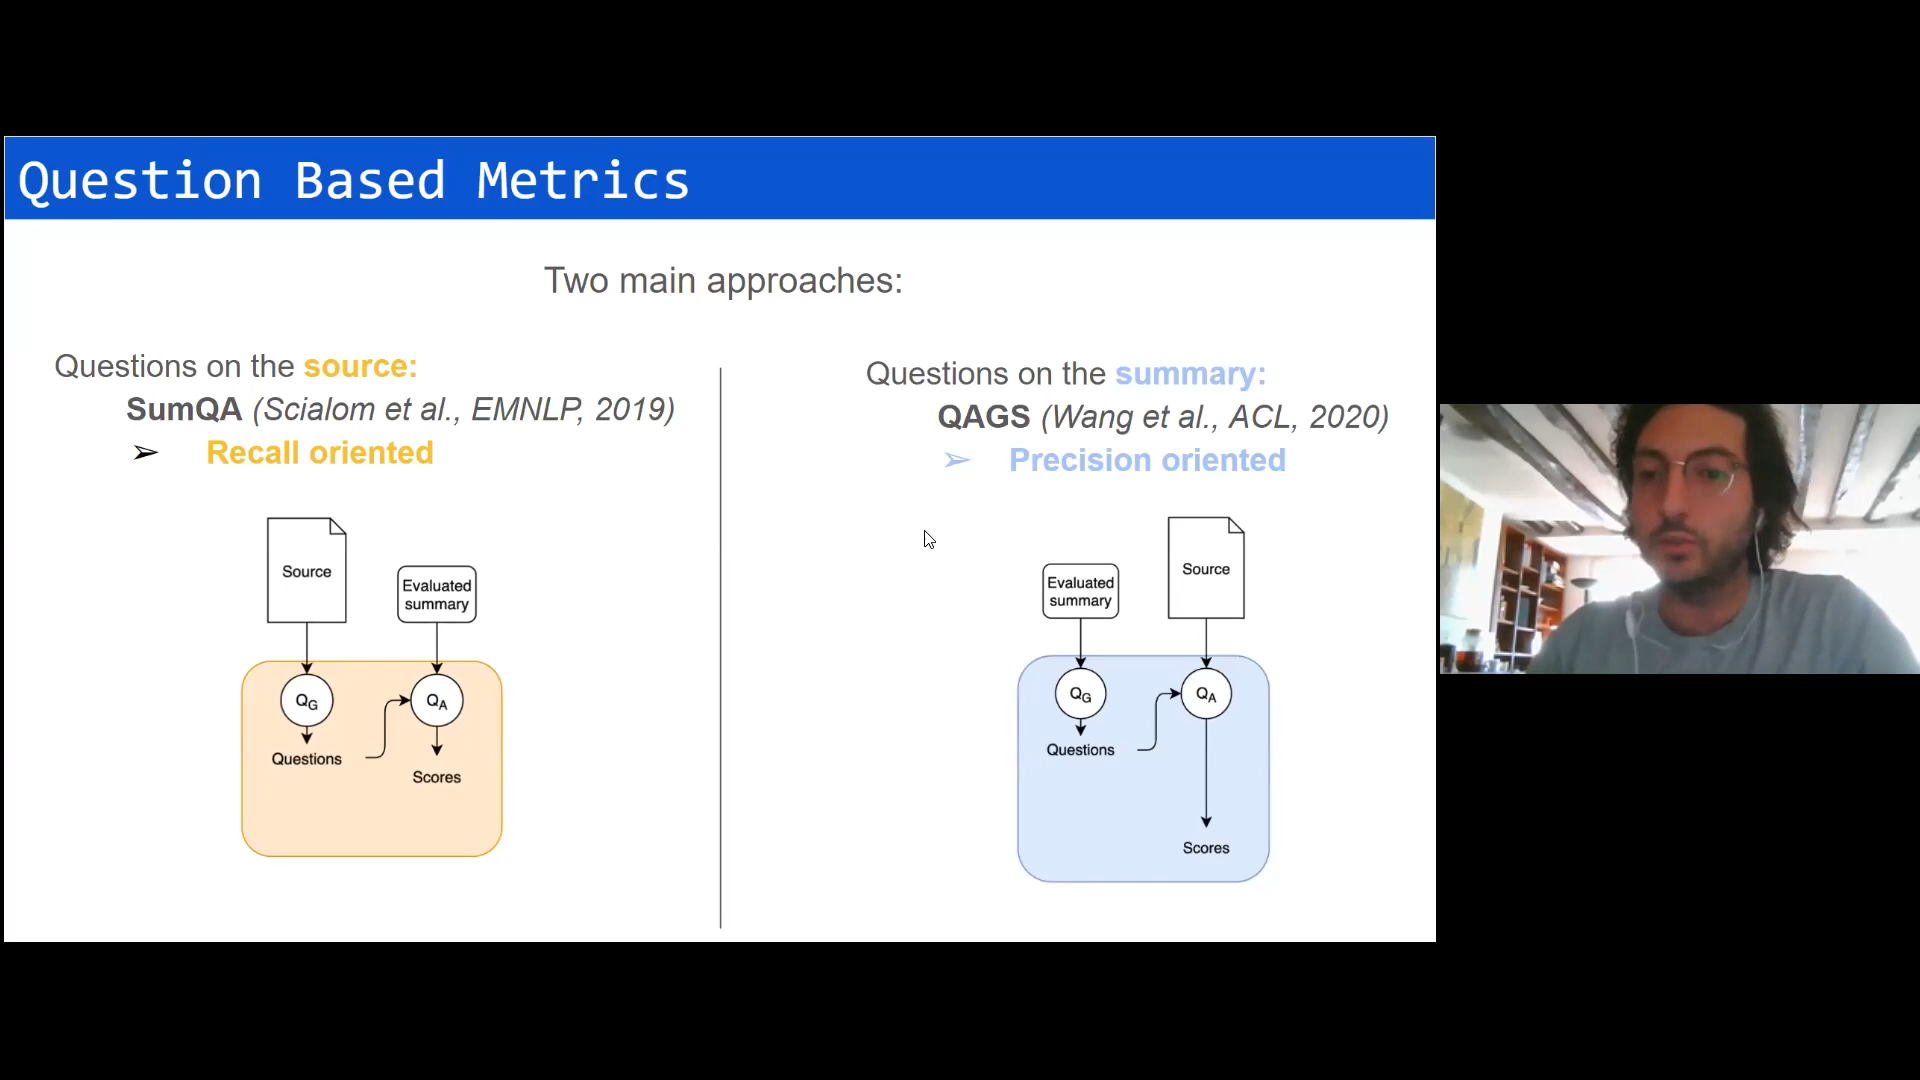 Question Based Metrics
Two main approaches:
Questions on the source:
SumQA (Scialom et al., EMNLP, 2019)
➢ Recall oriented
Source
Evaluated
summary
QG
QA
Questions
Scores
Questions on the summary:
QAGS (Wang et al., ACL, 2020)
➢ Precision oriented
Evaluated
summary
Source
QG
QA
Questions
Scores